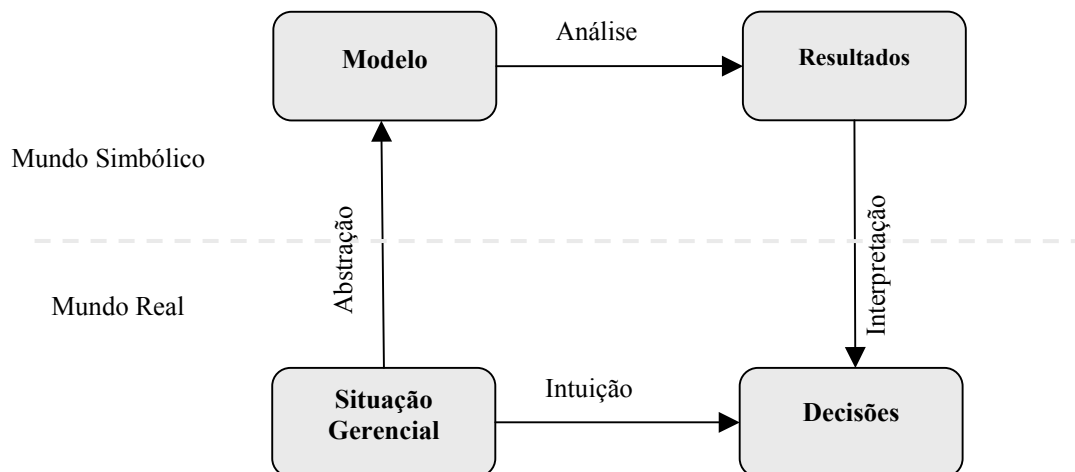 Análise
Modelo
Resultados
Mundo Simbólico
Abstração
Interpretação
Mundo Real
Situação
Gerencial
Intuição
Decisões